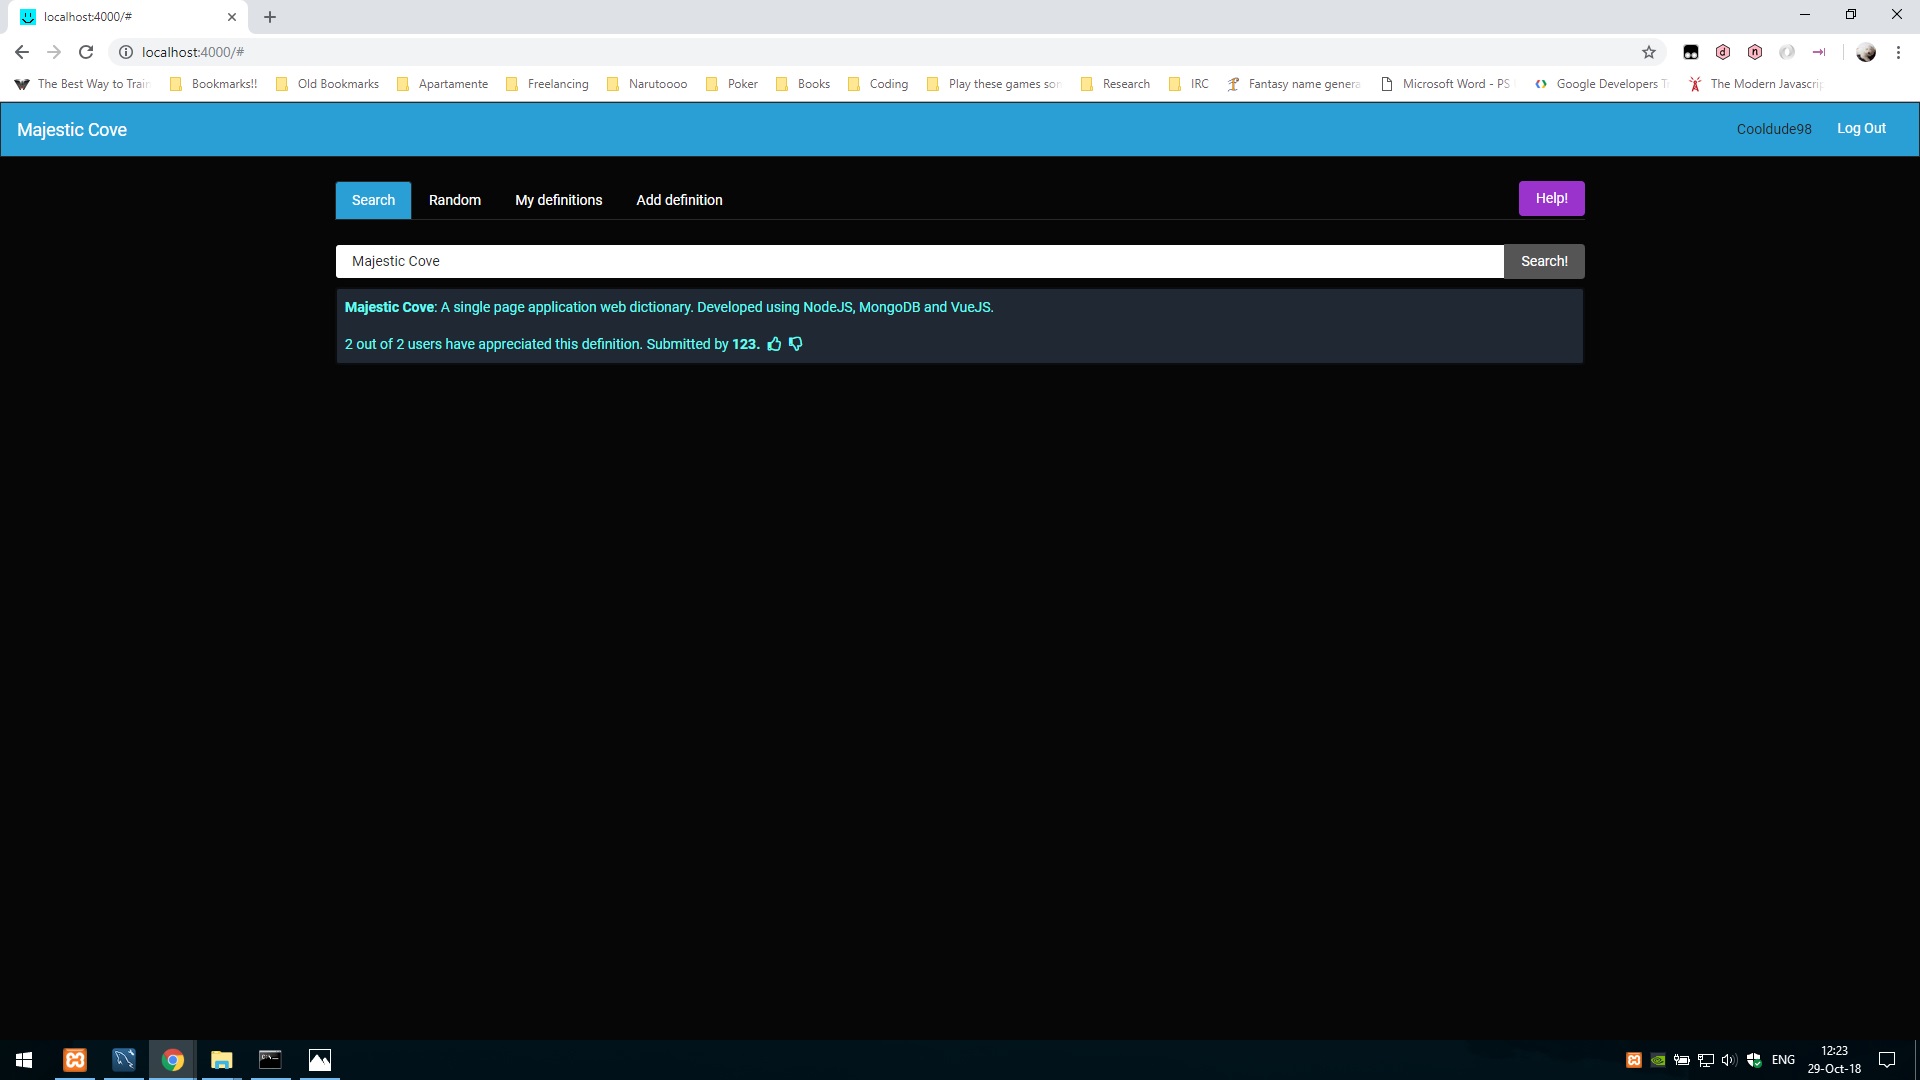 localhost:4000/#
localhost:4000/#
The Best Way to Train
Bookmarks!!
Old Bookmarks
Apartamente
Freelancing
Narutoooo
Poker
Books
Coding
Play these games son
Research
IRC
Fantasy name genera
Microsoft Word - PS
Google Developers T
The Modern Javascrip
Majestic Cove
Cooldude98
Log Out
Search
Random
My definitions
Add definition
Help!
Majestic Cove
Search!
Majestic Cove: A single page application web dictionary. Developed using NodeJS, MongoDB and VueJS.
2 out of 2 users have appreciated this definition. Submitted by 123.
ENG
12:23
29-Oct-18